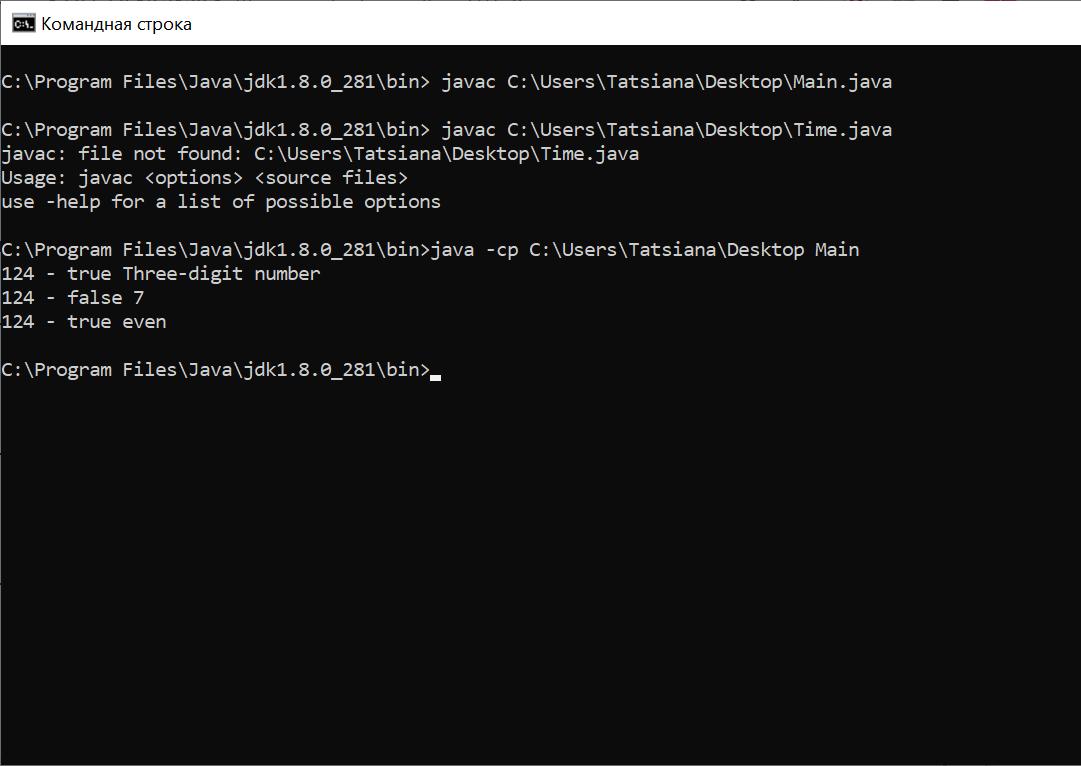 Командная строка
C:\Program Files\Java\jdk1.8.0_281\bin> javac C:\Users\Tatsiana\Desktop\Main.java
C:\Program Files\Java\jdk1.8.0_281\bin> javac C:\Users\Tatsiana\Desktop\Time.java
javac: file not found: C:\Users\Tatsiana\Desktop\Time.java
Usage: javac <options> <source files>
use -help for a list of possible options
C:\Program Files\Java\jdk1.8.0_281\bin>java -cp C:\Users\Tatsiana\Desktop Main
124 - true Three-digit number
124 - false 7
124 - true even
C:\Program Files\Java\jdk1.8.0_281\bin>